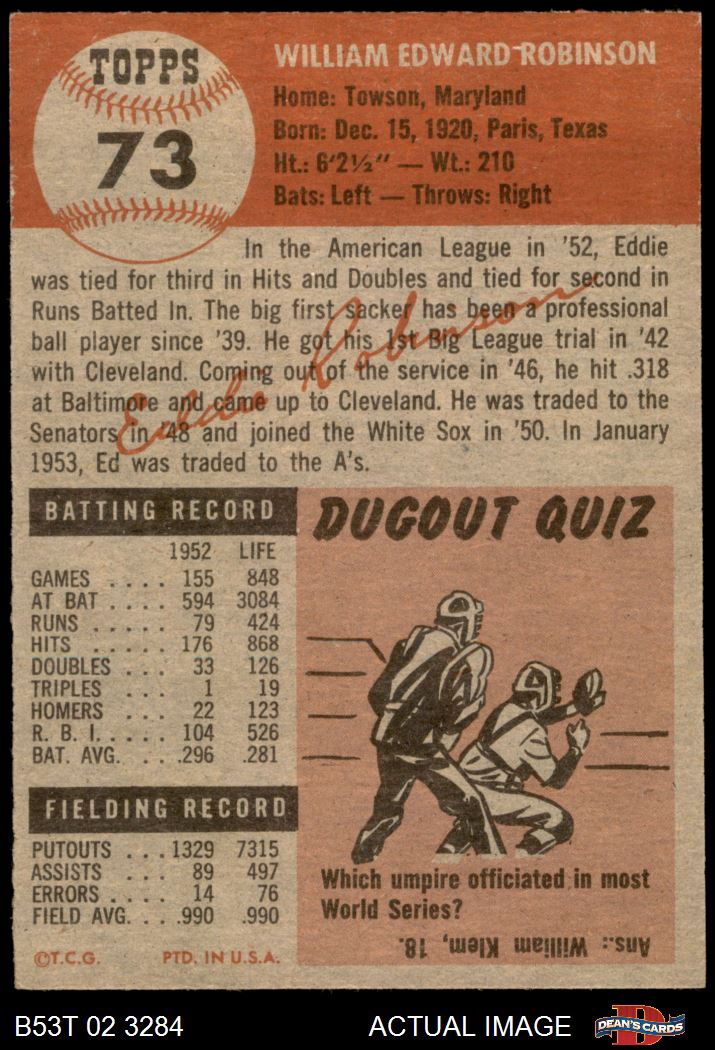 TOPPS
73
WILLIAM EDWARD ROBINSON
Home: Towson, Maryland
Born: Dec. 15, 1920, Paris, Texas
Ht.: 6'2½" — Wt.: 210
Bats: Left — Throws: Right
In the American League in '52, Eddie
was tied for third in Hits and Doubles and tied for second in
Runs Batted In. The big first sacker has been a professional
ball player since '39. He got his 1st Big League trial in '42
with Cleveland. Coming out of the service in '46, he hit .318
at Baltimore and came up to Cleveland. He was traded to the
Senators in '48 and joined the White Sox in '50. In January
1953, Ed was traded to the A's.
Eddie Robinson
BATTING RECORD
1952 LIFE
GAMES . . . . 155 848
AT BAT . . . . 594 3084
RUNS . . . . . 79 424
HITS . . . . . 176 868
DOUBLES . . . . 33 126
TRIPLES . . . . 1 19
HOMERS . . . . 22 123
R. B. I. . . . . 104 526
BAT. AVG. . . . .296 .281
FIELDING RECORD
PUTOUTS . . . 1329 7315
ASSISTS . . . . 89 497
ERRORS . . . . 14 76
FIELD AVG. . . .990 .990
©T.C.G. PTD. IN U.S.A.
DUGOUT QUIZ
Which umpire officiated in most
World Series?
Ans.: William Klem, 18.
B53T 02 3284
ACTUAL IMAGE
D
DEAN'S CARDS